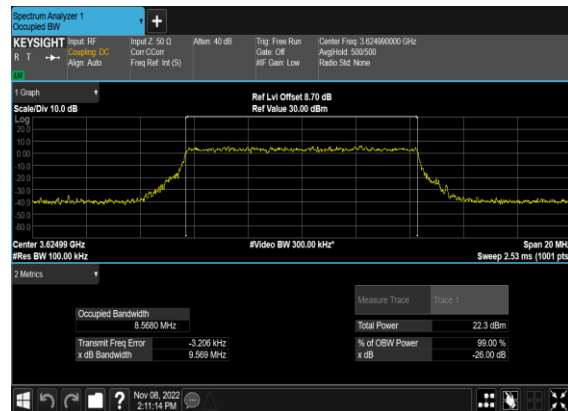 Spectrum Analyzer 1
Occupied BW
KEYSIGHT
R T
LW
Input: RF
Coupling: DC
Align: Auto
Input Z: 50 Ω
Corr CCorr
Freq Ref: Int (S)
Atten: 40 dB
Trig: Free Run
Gate: Off
#IF Gain: Low
Center Freq: 3.624990000 GHz
Avg|Hold: 500/500
Radio Std: None
1 Graph
Scale/Div 10.0 dB
Ref Lvl Offset 8.70 dB
Ref Value 30.00 dBm
Log
20.0
10.0
0.00
-10.0
-20.0
-30.0
-40.0
-50.0
-60.0
Center 3.62499 GHz
#Res BW 100.00 kHz
#Video BW 300.00 kHz*
Span 20 MHz
Sweep 2.53 ms (1001 pts)
2 Metrics
Measure Trace Trace 1
Occupied Bandwidth
8.5680 MHz
Total Power 22.3 dBm
Transmit Freq Error -3.206 kHz
% of OBW Power 99.00 %
x dB Bandwidth 9.569 MHz
x dB -26.00 dB
?
Nov 08, 2022
2:11:14 PM